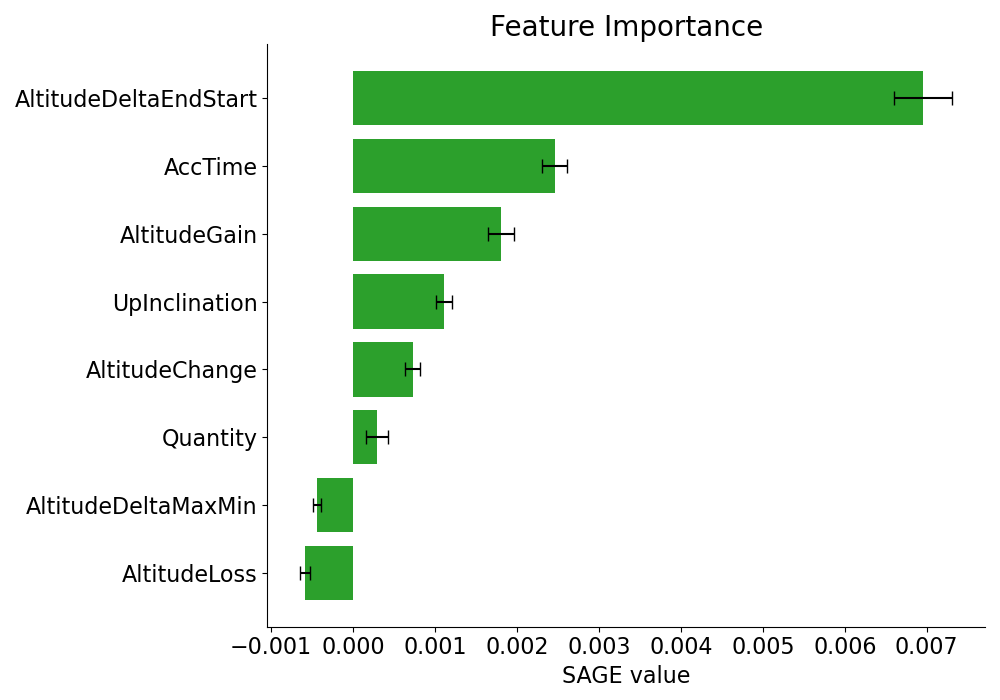 Feature Importance
AltitudeDeltaEndStart
AccTime
AltitudeGain
UpInclination
AltitudeChange
Quantity
AltitudeDeltaMaxMin
AltitudeLoss
−0.001 0.000 0.001 0.002 0.003 0.004 0.005 0.006 0.007
SAGE value